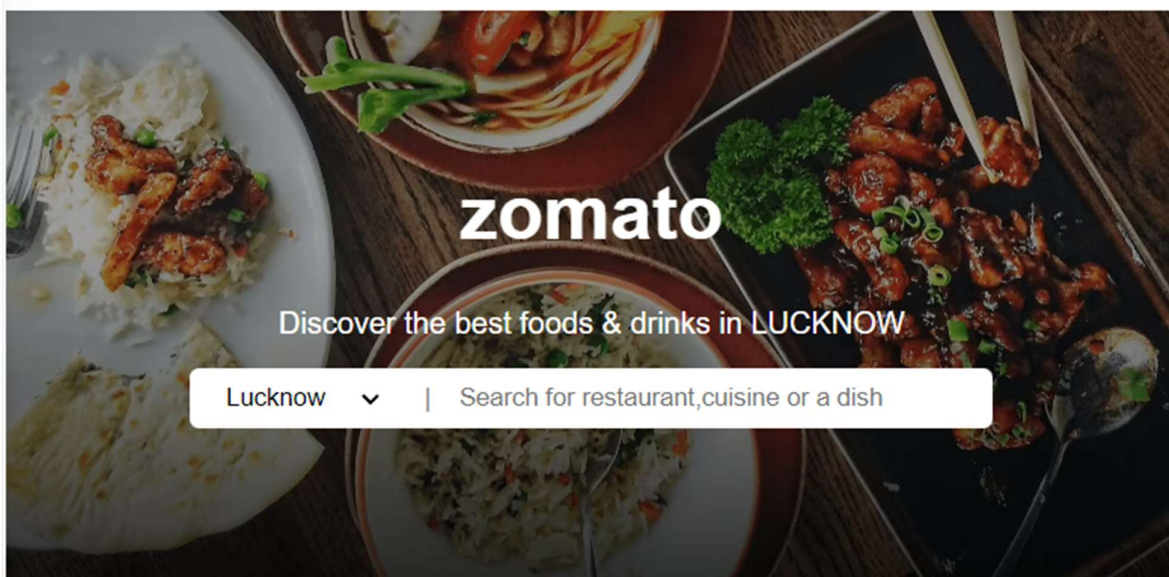 zomato
Discover the best foods & drinks in LUCKNOW
Lucknow | Search for restaurant,cuisine or a dish